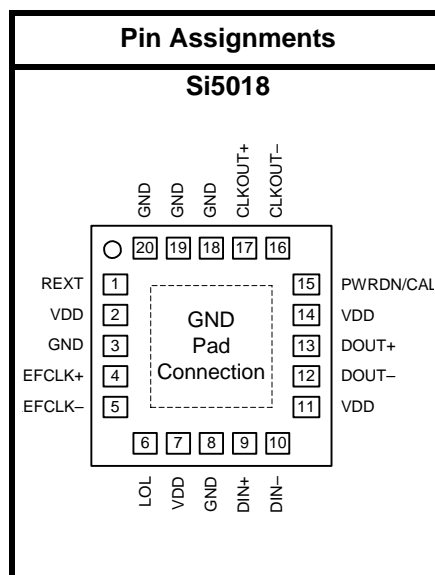 Pin Assignments
Si5018
GND
GND
GND
CLKOUT+
CLKOUT–
20
19
18
17
16
REXT
1
VDD
2
GND
3
EFCLK+
4
EFCLK–
5
GND
Pad
Connection
15
PWRDN/CAL
14
VDD
13
DOUT+
12
DOUT–
11
VDD
6
7
8
9
10
LOL
VDD
GND
DIN+
DIN–